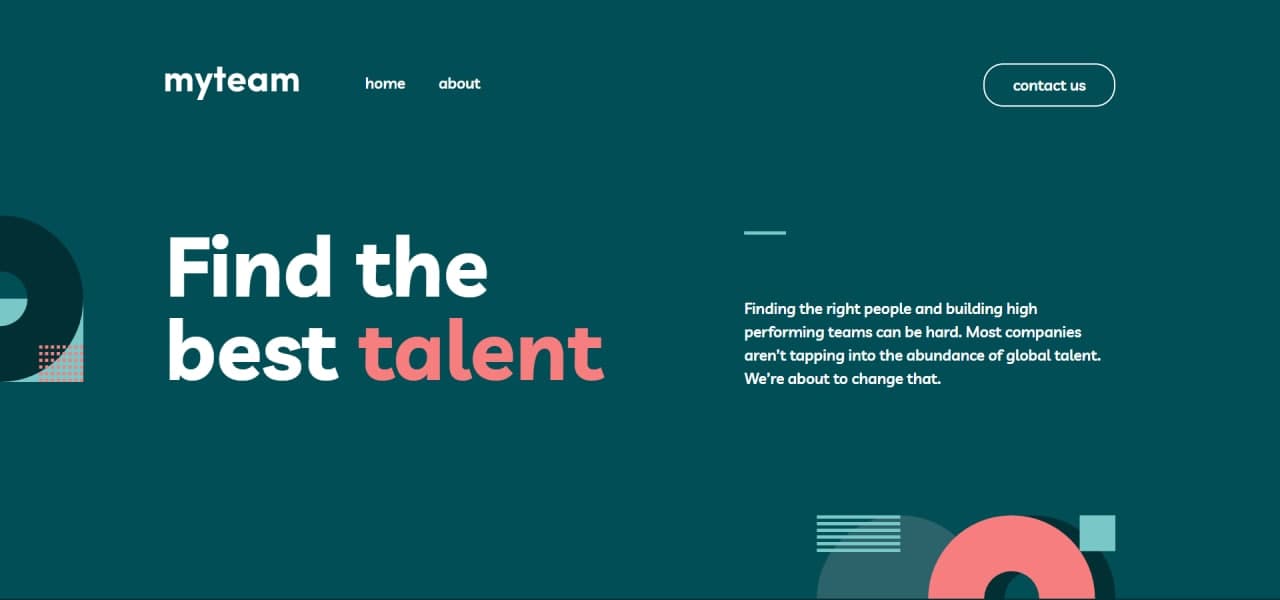 myteam
home
about
contact us
Find the
best talent
Finding the right people and building high
performing teams can be hard. Most companies
aren't tapping into the abundance of global talent.
We're about to change that.